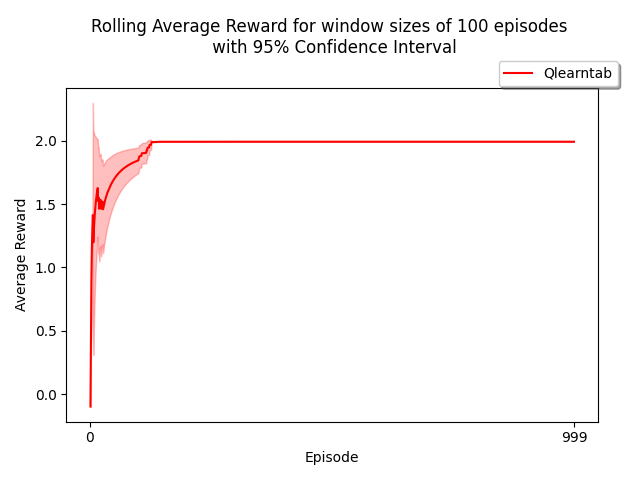 Rolling Average Reward for window sizes of 100 episodes
with 95% Confidence Interval
Qlearntab
Average Reward
2.0
1.5
1.0
0.5
0.0
0
999
Episode